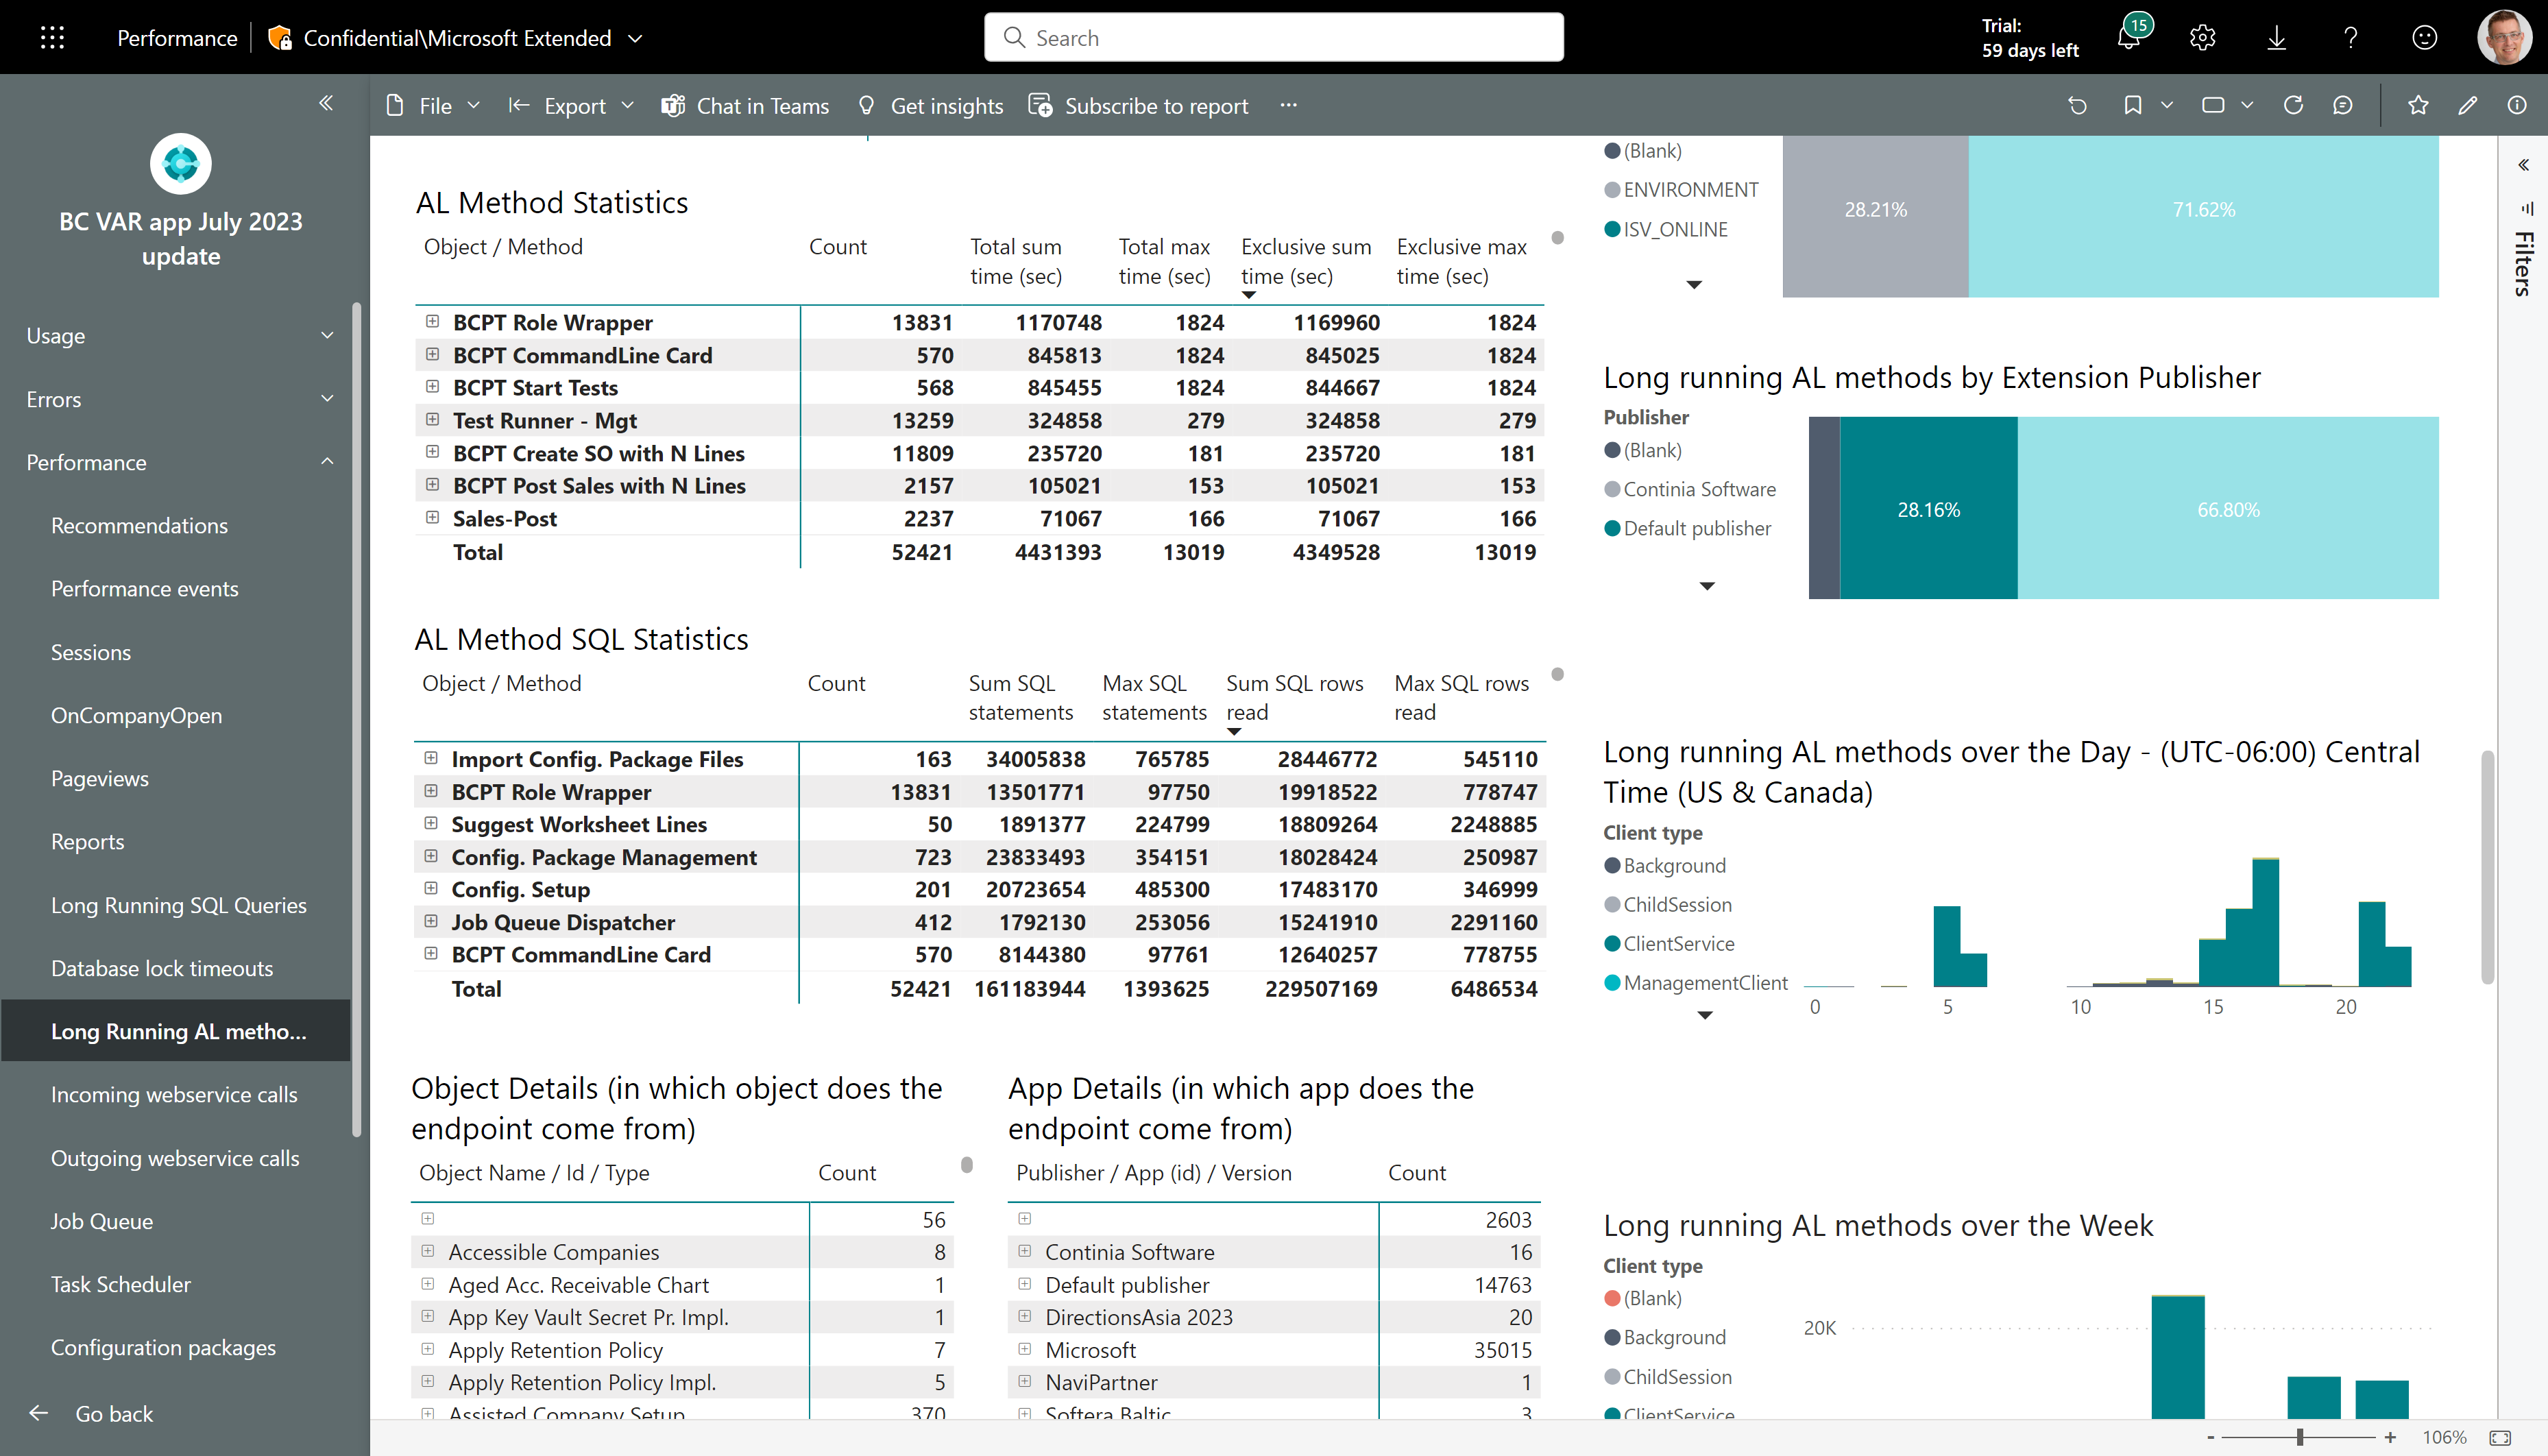 Performance
Confidential\Microsoft Extended
Search
Trial:
59 days left
15
File
Export
Chat in Teams
Get insights
Subscribe to report
BC VAR app July 2023
update
Usage
Errors
Performance
Recommendations
Performance events
Sessions
OnCompanyOpen
Pageviews
Reports
Long Running SQL Queries
Database lock timeouts
Long Running AL metho...
Incoming webservice calls
Outgoing webservice calls
Job Queue
Task Scheduler
Configuration packages
Go back
AL Method Statistics
Object / Method Count Total sum time (sec) Total max time (sec) Exclusive sum time (sec) Exclusive max time (sec)
BCPT Role Wrapper 13831 1170748 1824 1169960 1824
BCPT CommandLine Card 570 845813 1824 845025 1824
BCPT Start Tests 568 845455 1824 844667 1824
Test Runner - Mgt 13259 324858 279 324858 279
BCPT Create SO with N Lines 11809 235720 181 235720 181
BCPT Post Sales with N Lines 2157 105021 153 105021 153
Sales-Post 2237 71067 166 71067 166
Total 52421 4431393 13019 4349528 13019
AL Method SQL Statistics
Object / Method Count Sum SQL statements Max SQL statements Sum SQL rows read Max SQL rows read
Import Config. Package Files 163 34005838 765785 28446772 545110
BCPT Role Wrapper 13831 13501771 97750 19918522 778747
Suggest Worksheet Lines 50 1891377 224799 18809264 2248885
Config. Package Management 723 23833493 354151 18028424 250987
Config. Setup 201 20723654 485300 17483170 346999
Job Queue Dispatcher 412 1792130 253056 15241910 2291160
BCPT CommandLine Card 570 8144380 97761 12640257 778755
Total 52421 161183944 1393625 229507169 6486534
Object Details (in which object does the
endpoint come from)
Object Name / Id / Type Count
56
Accessible Companies 8
Aged Acc. Receivable Chart 1
App Key Vault Secret Pr. Impl. 1
Apply Retention Policy 7
Apply Retention Policy Impl. 5
Assisted Company Setup 370
App Details (in which app does the
endpoint come from)
Publisher / App (id) / Version Count
2603
Continia Software 16
Default publisher 14763
DirectionsAsia 2023 20
Microsoft 35015
NaviPartner 1
Softera Baltic 3
(Blank)
ENVIRONMENT
ISV_ONLINE
28.21% 71.62%
Long running AL methods by Extension Publisher
Publisher
(Blank)
Continia Software
Default publisher
28.16% 66.80%
Long running AL methods over the Day - (UTC-06:00) Central
Time (US & Canada)
Client type
Background
ChildSession
ClientService
ManagementClient
0 5 10 15 20
Long running AL methods over the Week
Client type
(Blank)
Background
ChildSession
ClientService
20K
Filters
- + 106%